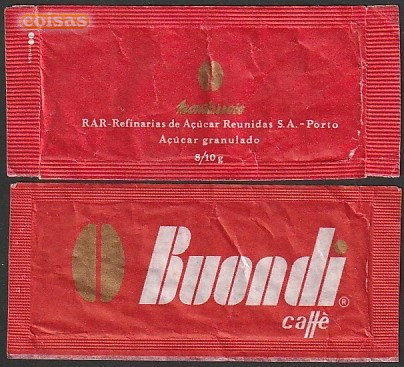 coisas
RAR-Refinarias de Açúcar Reunidas S.A.-Porto
Açúcar granulado
8/10 g
Buondi®
caffè